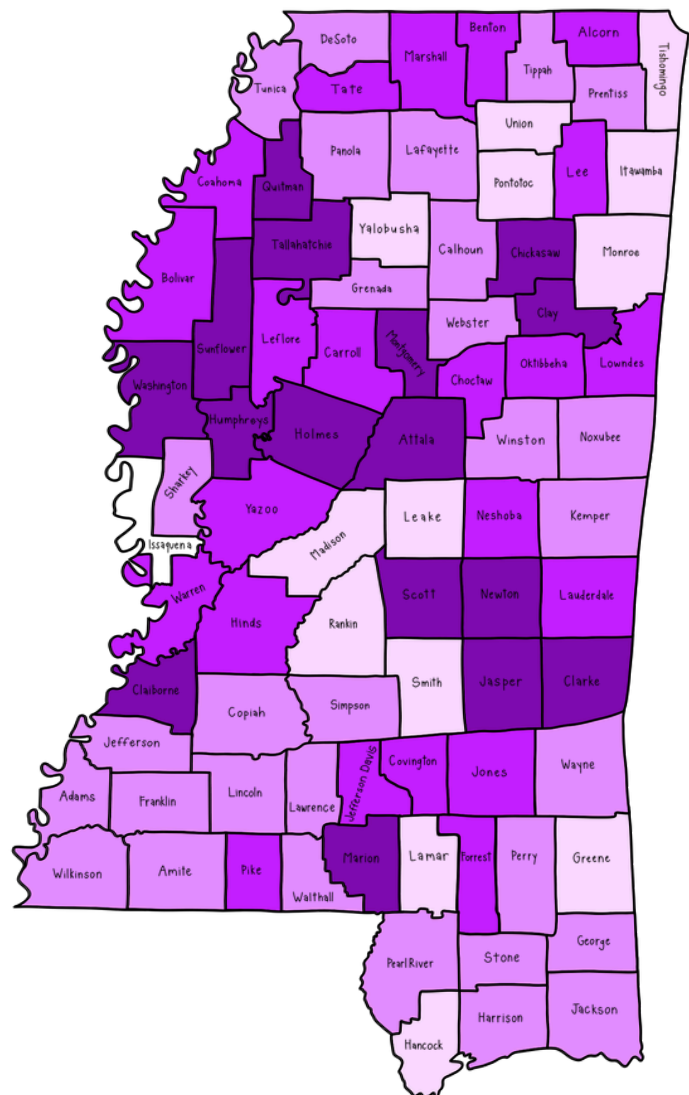 DeSoto
Marshall
Benton
Alcorn
Tishomingo
Tippah
Tunica
Tate
Prentiss
Union
Panola
Lafayette
Pontotoc
Lee
Itawamba
Coahoma
Quitman
Yalobusha
Tallahatchie
Calhoun
Chickasaw
Monroe
Bolivar
Grenada
Clay
Webster
Leflore
Sunflower
Carroll
Montgomery
Choctaw
Oktibbeha
Lowndes
Washington
Humphreys
Holmes
Attala
Winston
Noxubee
Sharkey
Yazoo
Leake
Neshoba
Kemper
Issaquena
Madison
Warren
Hinds
Rankin
Scott
Newton
Lauderdale
Claiborne
Smith
Jasper
Clarke
Copiah
Simpson
Jefferson
Jefferson Davis
Covington
Jones
Wayne
Adams
Franklin
Lincoln
Lawrence
Wilkinson
Amite
Pike
Walthall
Marion
Lamar
Forrest
Perry
Greene
Pearl River
Stone
George
Hancock
Harrison
Jackson